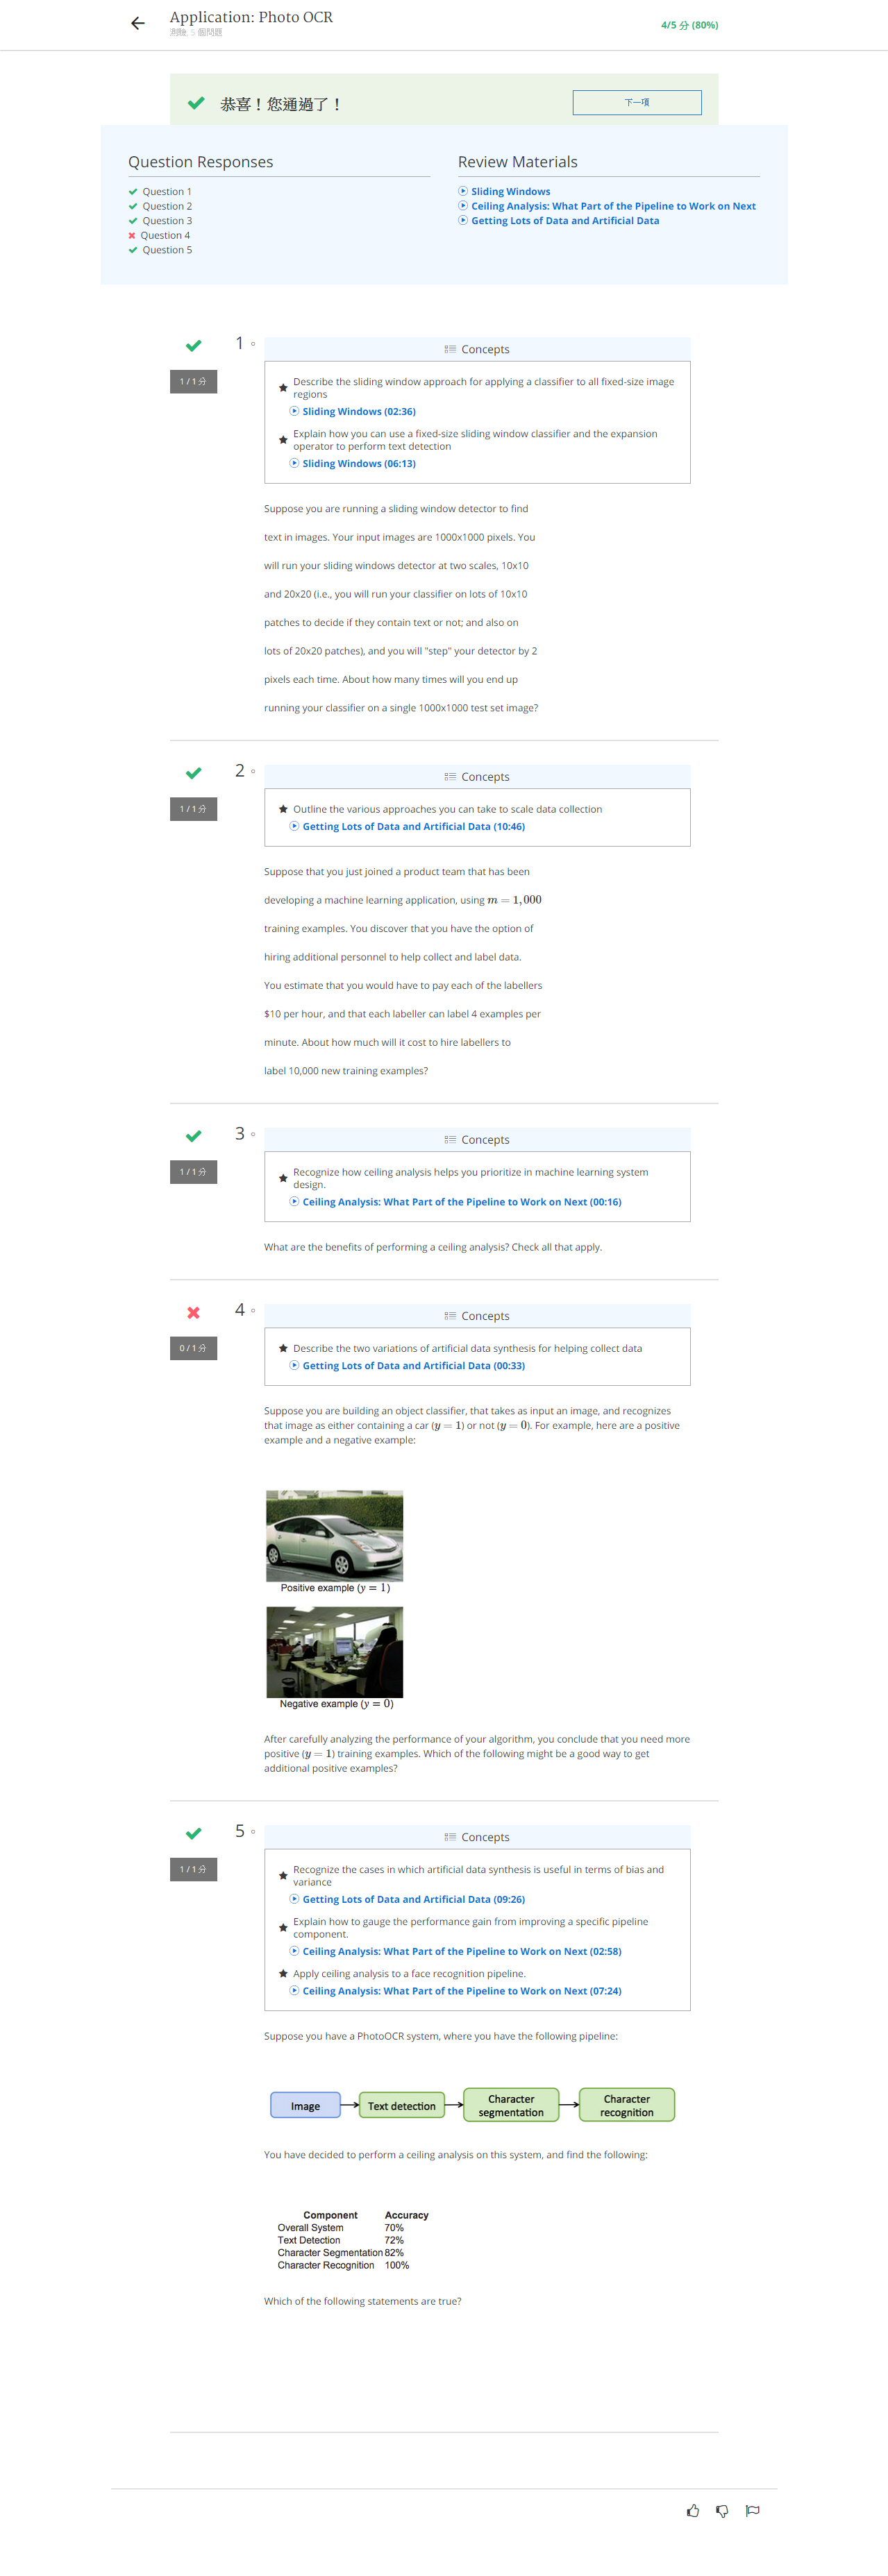 Application: Photo OCR
測驗, 5 個問題
4/5 分 (80%)
恭喜！您通過了！
下一項
Question Responses
Question 1
Question 2
Question 3
Question 4
Question 5
Review Materials
Sliding Windows
Ceiling Analysis: What Part of the Pipeline to Work on Next
Getting Lots of Data and Artificial Data
1 / 1 分
1
Concepts
Describe the sliding window approach for applying a classifier to all fixed-size image
regions
Sliding Windows (02:36)
Explain how you can use a fixed-size sliding window classifier and the expansion
operator to perform text detection
Sliding Windows (06:13)
Suppose you are running a sliding window detector to find
text in images. Your input images are 1000x1000 pixels. You
will run your sliding windows detector at two scales, 10x10
and 20x20 (i.e., you will run your classifier on lots of 10x10
patches to decide if they contain text or not; and also on
lots of 20x20 patches), and you will "step" your detector by 2
pixels each time. About how many times will you end up
running your classifier on a single 1000x1000 test set image?
1 / 1 分
2
Concepts
Outline the various approaches you can take to scale data collection
Getting Lots of Data and Artificial Data (10:46)
Suppose that you just joined a product team that has been
developing a machine learning application, using m = 1,000
training examples. You discover that you have the option of
hiring additional personnel to help collect and label data.
You estimate that you would have to pay each of the labellers
$10 per hour, and that each labeller can label 4 examples per
minute. About how much will it cost to hire labellers to
label 10,000 new training examples?
1 / 1 分
3
Concepts
Recognize how ceiling analysis helps you prioritize in machine learning system
design.
Ceiling Analysis: What Part of the Pipeline to Work on Next (00:16)
What are the benefits of performing a ceiling analysis? Check all that apply.
0 / 1 分
4
Concepts
Describe the two variations of artificial data synthesis for helping collect data
Getting Lots of Data and Artificial Data (00:33)
Suppose you are building an object classifier, that takes as input an image, and recognizes
that image as either containing a car (y = 1) or not (y = 0). For example, here are a positive
example and a negative example:
Positive example (y = 1)
Negative example (y = 0)
After carefully analyzing the performance of your algorithm, you conclude that you need more
positive (y = 1) training examples. Which of the following might be a good way to get
additional positive examples?
1 / 1 分
5
Concepts
Recognize the cases in which artificial data synthesis is useful in terms of bias and
variance
Getting Lots of Data and Artificial Data (09:26)
Explain how to gauge the performance gain from improving a specific pipeline
component.
Ceiling Analysis: What Part of the Pipeline to Work on Next (02:58)
Apply ceiling analysis to a face recognition pipeline.
Ceiling Analysis: What Part of the Pipeline to Work on Next (07:24)
Suppose you have a PhotoOCR system, where you have the following pipeline:
Image
Text detection
Character
segmentation
Character
recognition
You have decided to perform a ceiling analysis on this system, and find the following:
Component Accuracy
Overall System 70%
Text Detection 72%
Character Segmentation 82%
Character Recognition 100%
Which of the following statements are true?